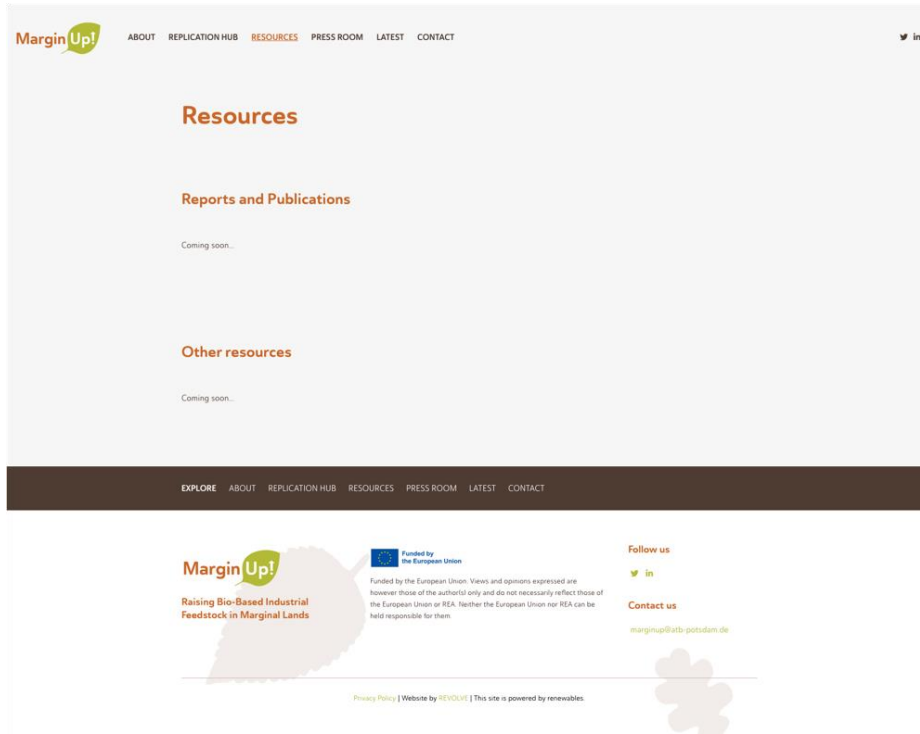 Margin Up!
ABOUT REPLICATION HUB RESOURCES PRESS ROOM LATEST CONTACT
Resources
Reports and Publications
Coming soon...
Other resources
Coming soon...
EXPLORE ABOUT REPLICATION HUB RESOURCES PRESS ROOM LATEST CONTACT
Margin Up!
Raising Bio-Based Industrial
Feedstock in Marginal Lands
Funded by
the European Union
Funded by the European Union. Views and opinions expressed are
however those of the author(s) only and do not necessarily reflect those of
the European Union or REA. Neither the European Union nor REA can be
held responsible for them.
Follow us
Contact us
marginup@atb-potsdam.de
Privacy Policy | Website by REVOLVE | This site is powered by renewables.